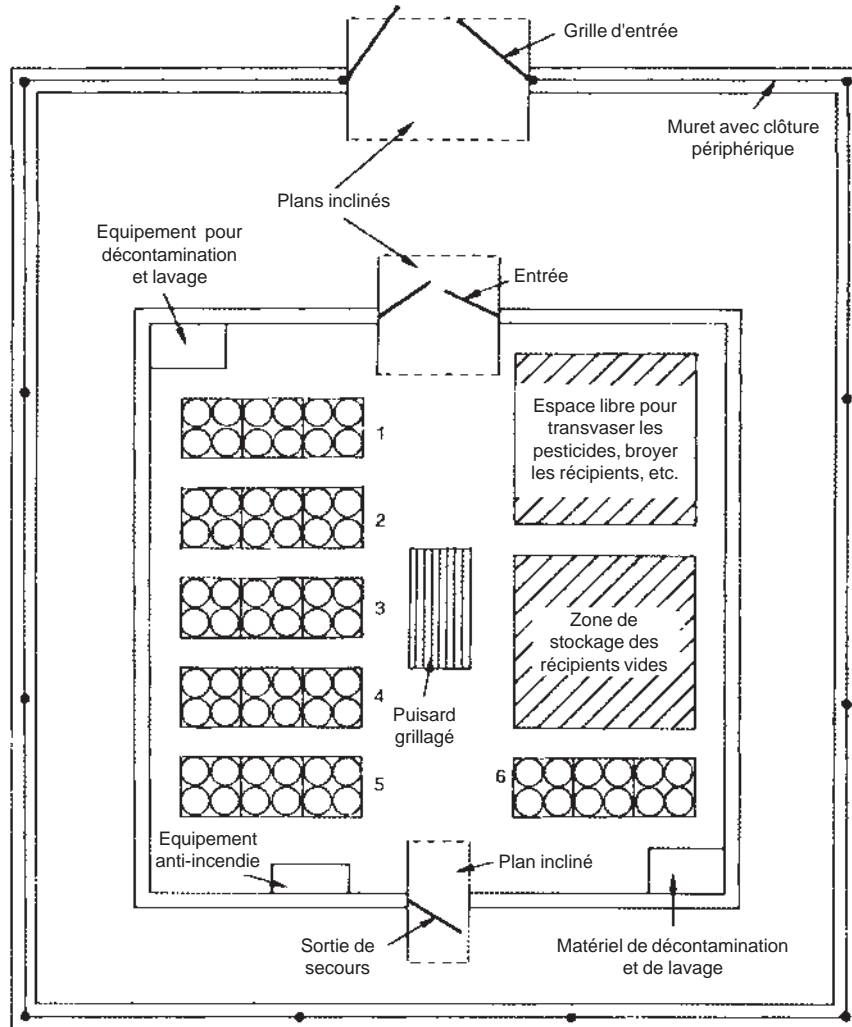 Grille d'entrée
Muret avec clôture
périphérique
Plans inclinés
Equipement pour
décontamination
et lavage
Entrée
Espace libre pour
transvaser les
pesticides, broyer
les récipients, etc.
1
2
3
4
5
Zone de
stockage des
récipients vides
Puisard
grillagé
6
Equipement
anti-incendie
Plan incliné
Sortie de
secours
Matériel de décontamination
et de lavage